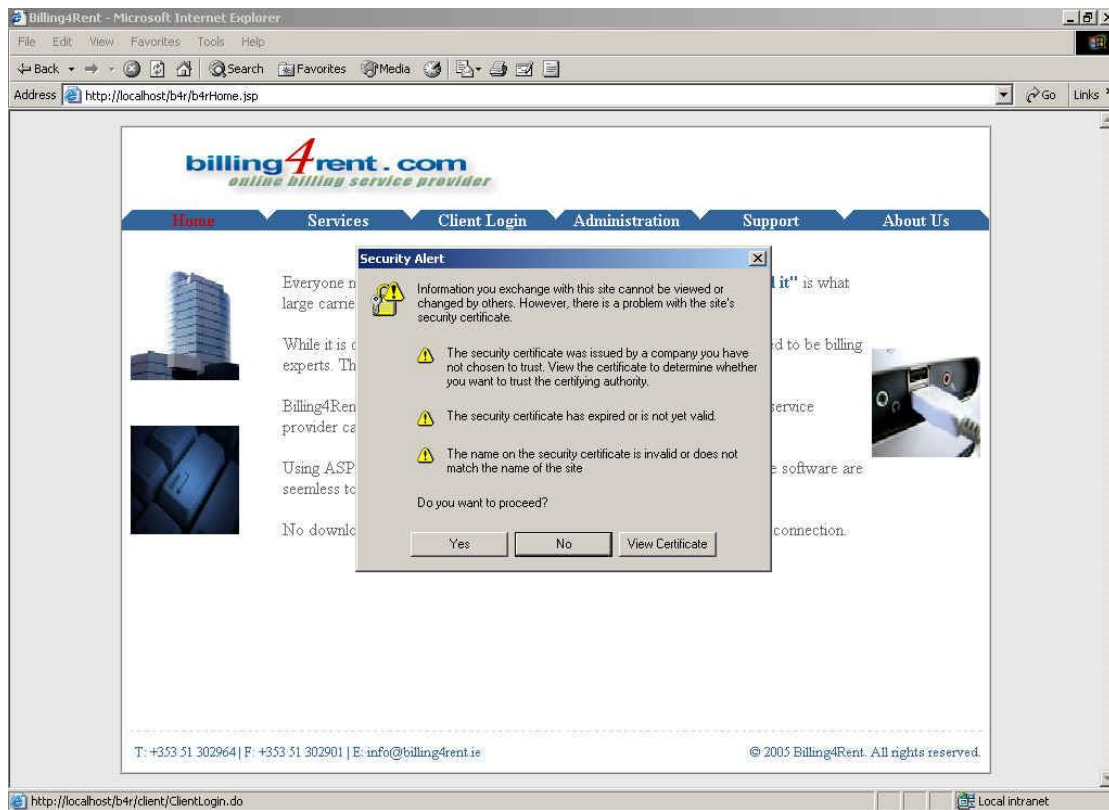 Billing4Rent - Microsoft Internet Explorer
File Edit View Favorites Tools Help
Back Search Favorites Media
Address http://localhost/b4r/b4rHome.jsp Go Links
billing4rent.com
online billing service provider
Home Services Client Login Administration Support About Us
Everyone it" is what
large
While it is ed to be billing
experts.
service
provider
Using ASP software are
seemless to
No connection.
Security Alert
Information you exchange with this site cannot be viewed or
changed by others. However, there is a problem with the site's
security certificate.
The security certificate was issued by a company you have
not chosen to trust. View the certificate to determine whether
you want to trust the certifying authority.
The security certificate has expired or is not yet valid.
The name on the security certificate is invalid or does not
match the name of the site
Do you want to proceed?
Yes No View Certificate
T: +353 51 302964 | F: +353 51 302901 | E: info@billing4rent.ie © 2005 Billing4Rent. All rights reserved.
http://localhost/b4r/client/ClientLogin.do Local intranet